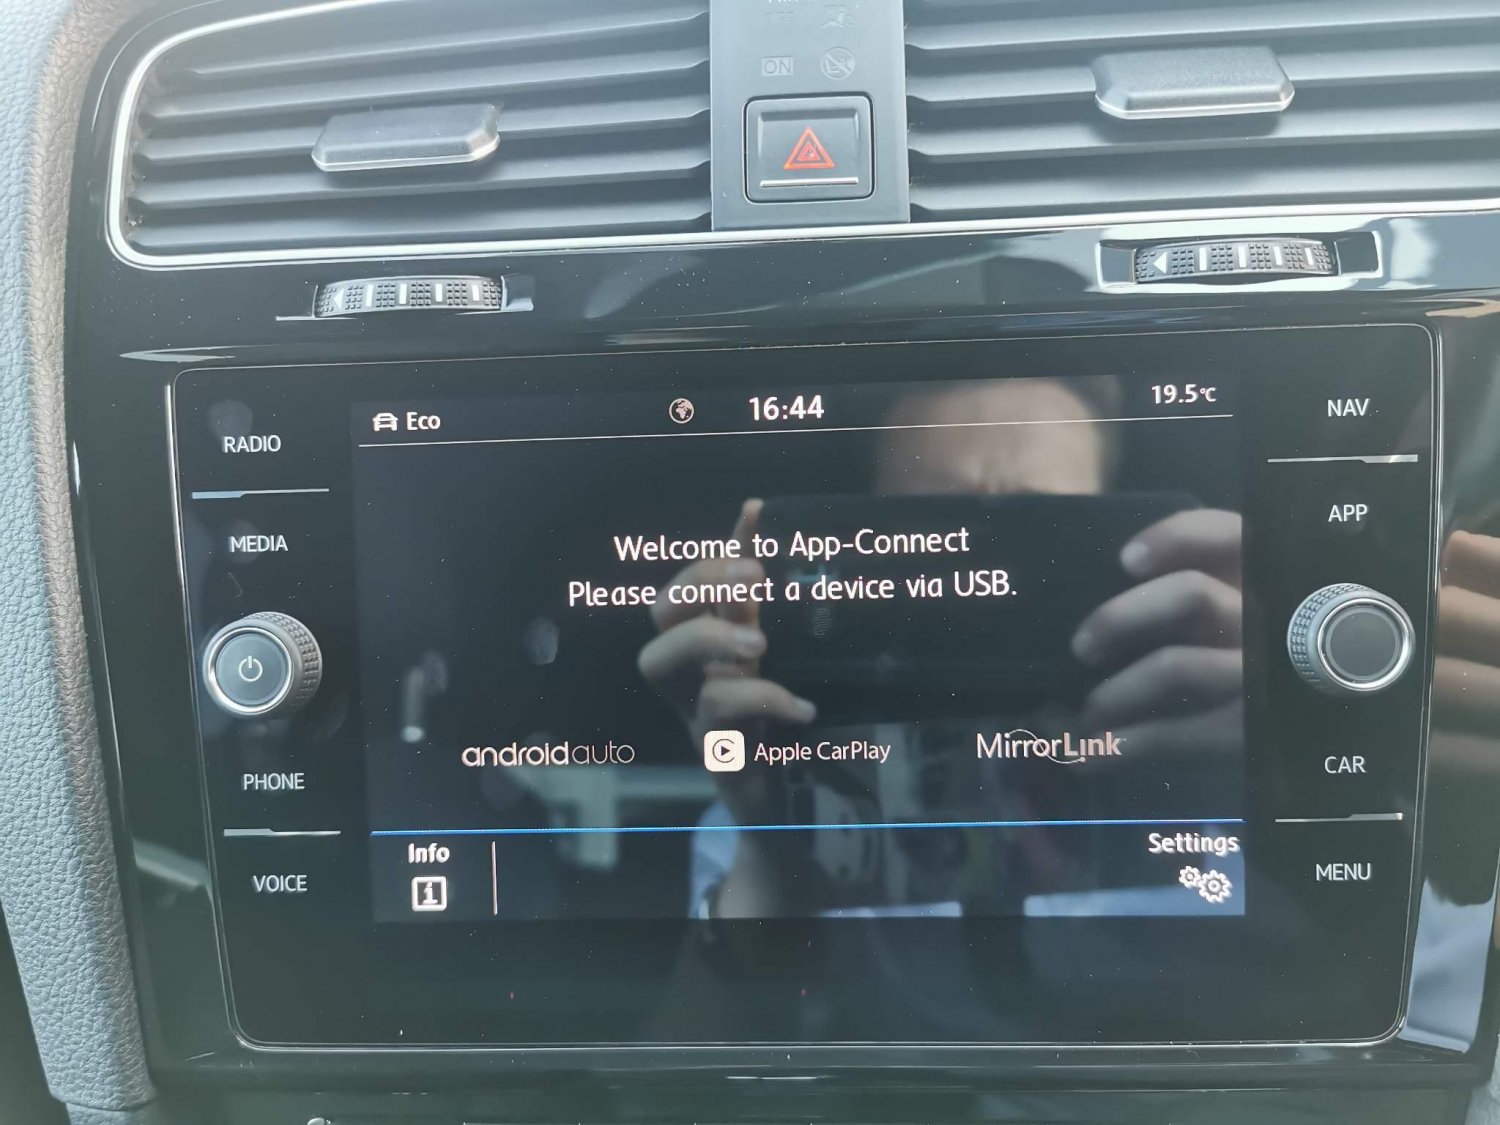 ON
RADIO
MEDIA
PHONE
VOICE
Eco
16:44
19.5°C
Welcome to App-Connect
Please connect a device via USB.
androidauto
Apple CarPlay
MirrorLink
Info
Settings
NAV
APP
CAR
MENU